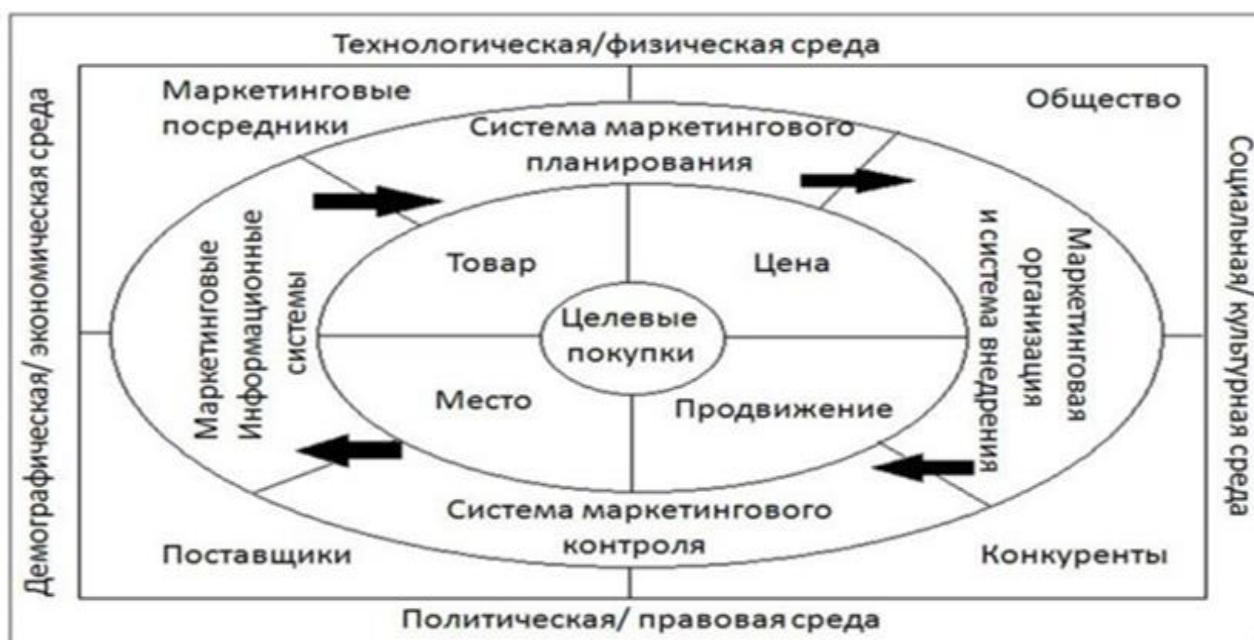 Технологическая/физическая среда
Маркетинговые
посредники
Общество
Система маркетингового
планирования
Демографическая/ экономическая среда
Маркетинговые
Информационные
системы
Товар
Цена
Целевые
покупки
Место
Продвижение
Маркетинговая
организация
и система внедрения
Социальная/ культурная среда
Система маркетингового
контроля
Поставщики
Конкуренты
Политическая/ правовая среда